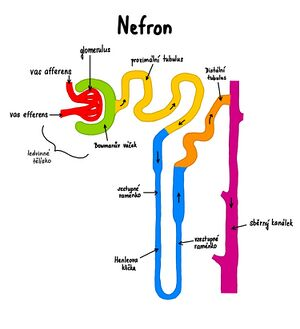 Nefron
glomerulus
vas afferens
vas efferens
Bowmanův váček
ledvinné
tělísko
proximální tubulus
Distální
tubulus
sestupné
raménko
vzestupné
raménko
Henleova
klička
sběrný kanálek